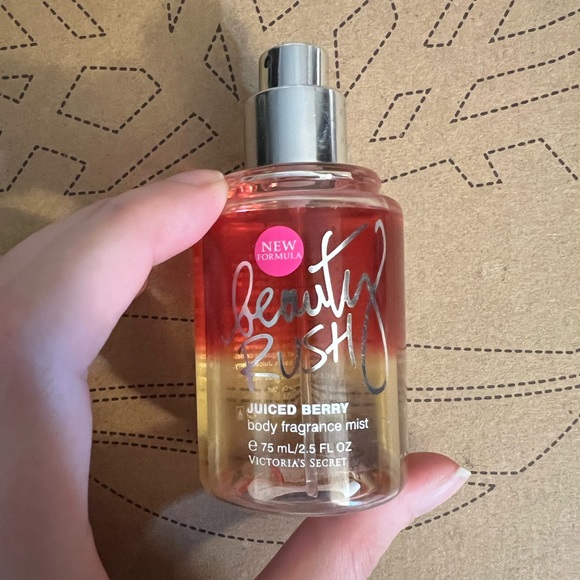 NEW
FORMULA
beauty
RUSH
JUICED BERRY
body fragrance mist
℮ 75 mL/2.5 FL OZ
VICTORIA'S SECRET